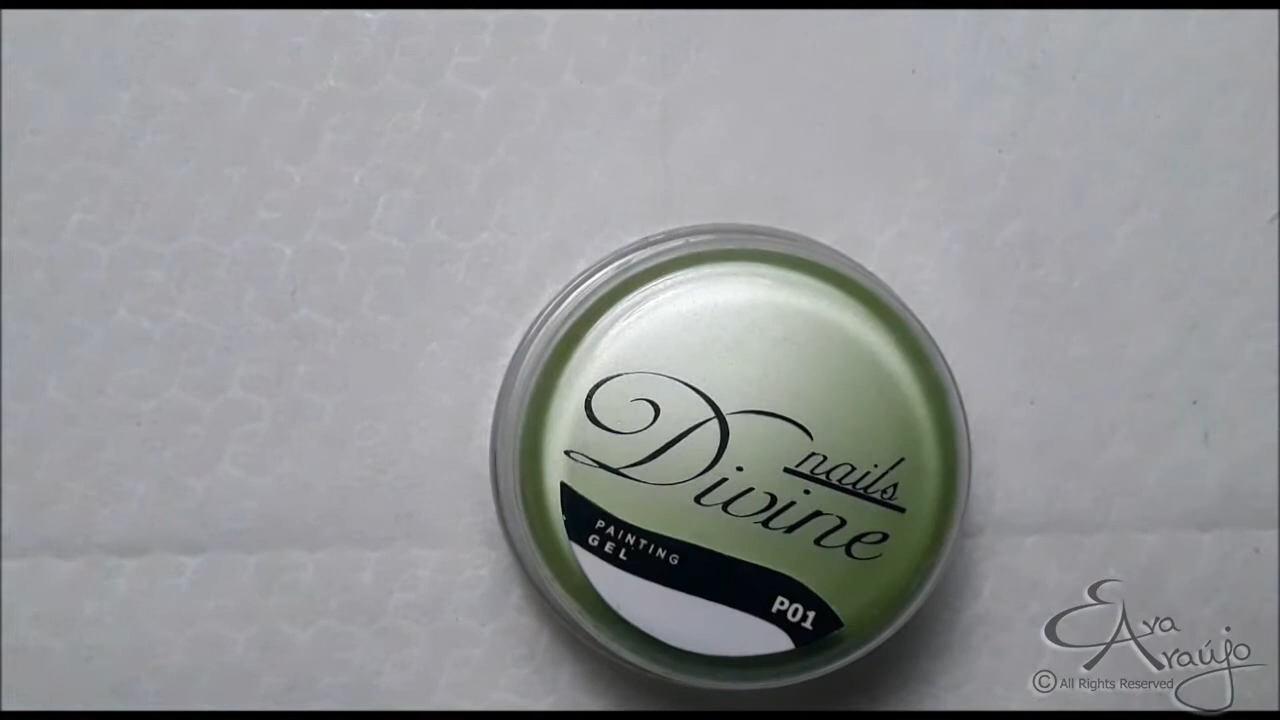 nails
Divine
PAINTING
GEL
P01
Eva
Araújo
© All Rights Reserved